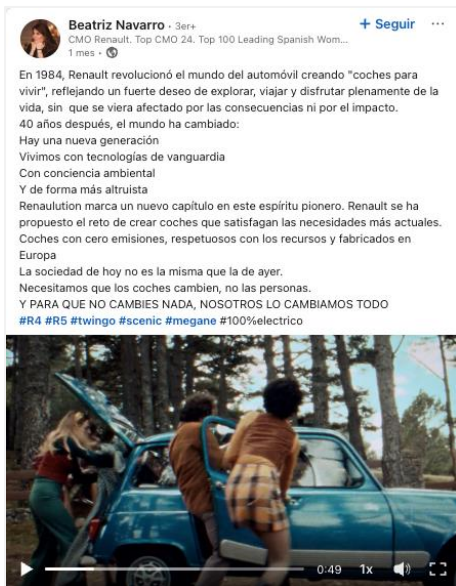 Beatriz Navarro · 3er+
+ Seguir ···
CMO Renault. Top CMO 24. Top 100 Leading Spanish Wom...
1 mes ·
En 1984, Renault revolucionó el mundo del automóvil creando "coches para
vivir", reflejando un fuerte deseo de explorar, viajar y disfrutar plenamente de la
vida, sin que se viera afectado por las consecuencias ni por el impacto.
40 años después, el mundo ha cambiado:
Hay una nueva generación
Vivimos con tecnologías de vanguardia
Con conciencia ambiental
Y de forma más altruista
Renaulution marca un nuevo capítulo en este espíritu pionero. Renault se ha
propuesto el reto de crear coches que satisfagan las necesidades más actuales.
Coches con cero emisiones, respetuosos con los recursos y fabricados en
Europa
La sociedad de hoy no es la misma que la de ayer.
Necesitamos que los coches cambien, no las personas.
Y PARA QUE NO CAMBIES NADA, NOSOTROS LO CAMBIAMOS TODO
#R4 #R5 #twingo #scenic #megane #100%electrico
0:49 1x